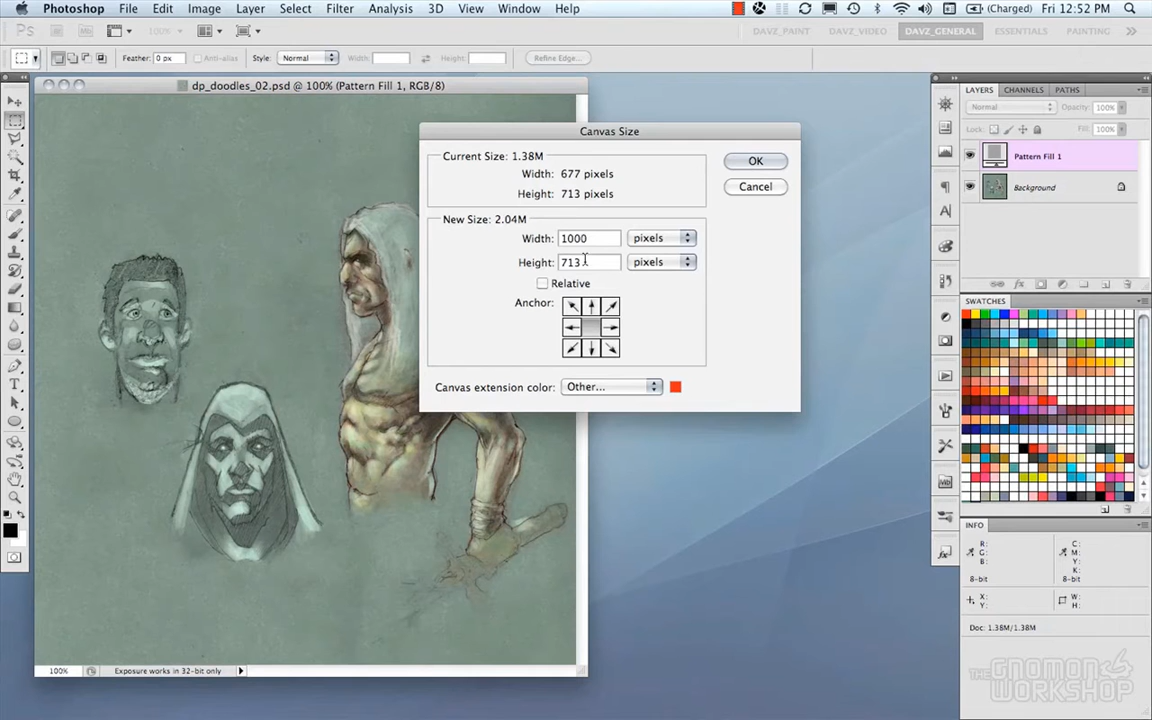 Photoshop File Edit Image Layer Select Filter Analysis 3D View Window Help (Charged) Fri 12:52 PM
Ps Br Mb 100% DAVZ_PAINT DAVZ_VIDEO DAVZ_GENERAL ESSENTIALS PAINTING
Feather: 0 px Anti-alias Style: Normal Width: Height: Refine Edge...
dp_doodles_02.psd @ 100% (Pattern Fill 1, RGB/8)
Canvas Size
Current Size: 1.38M
Width: 677 pixels
Height: 713 pixels
OK
Cancel
New Size: 2.04M
Width: 1000 pixels
Height: 713 pixels
Relative
Anchor:
Canvas extension color: Other...
LAYERS CHANNELS PATHS
Normal Opacity: 100%
Lock: Fill: 100%
Pattern Fill 1
Background
SWATCHES
INFO
R: C:
G: M:
B: Y:
K:
8-bit 8-bit
X: W:
Y: H:
Doc: 1.38M/1.38M
100% Exposure works in 32-bit only
THE GNOMON WORKSHOP